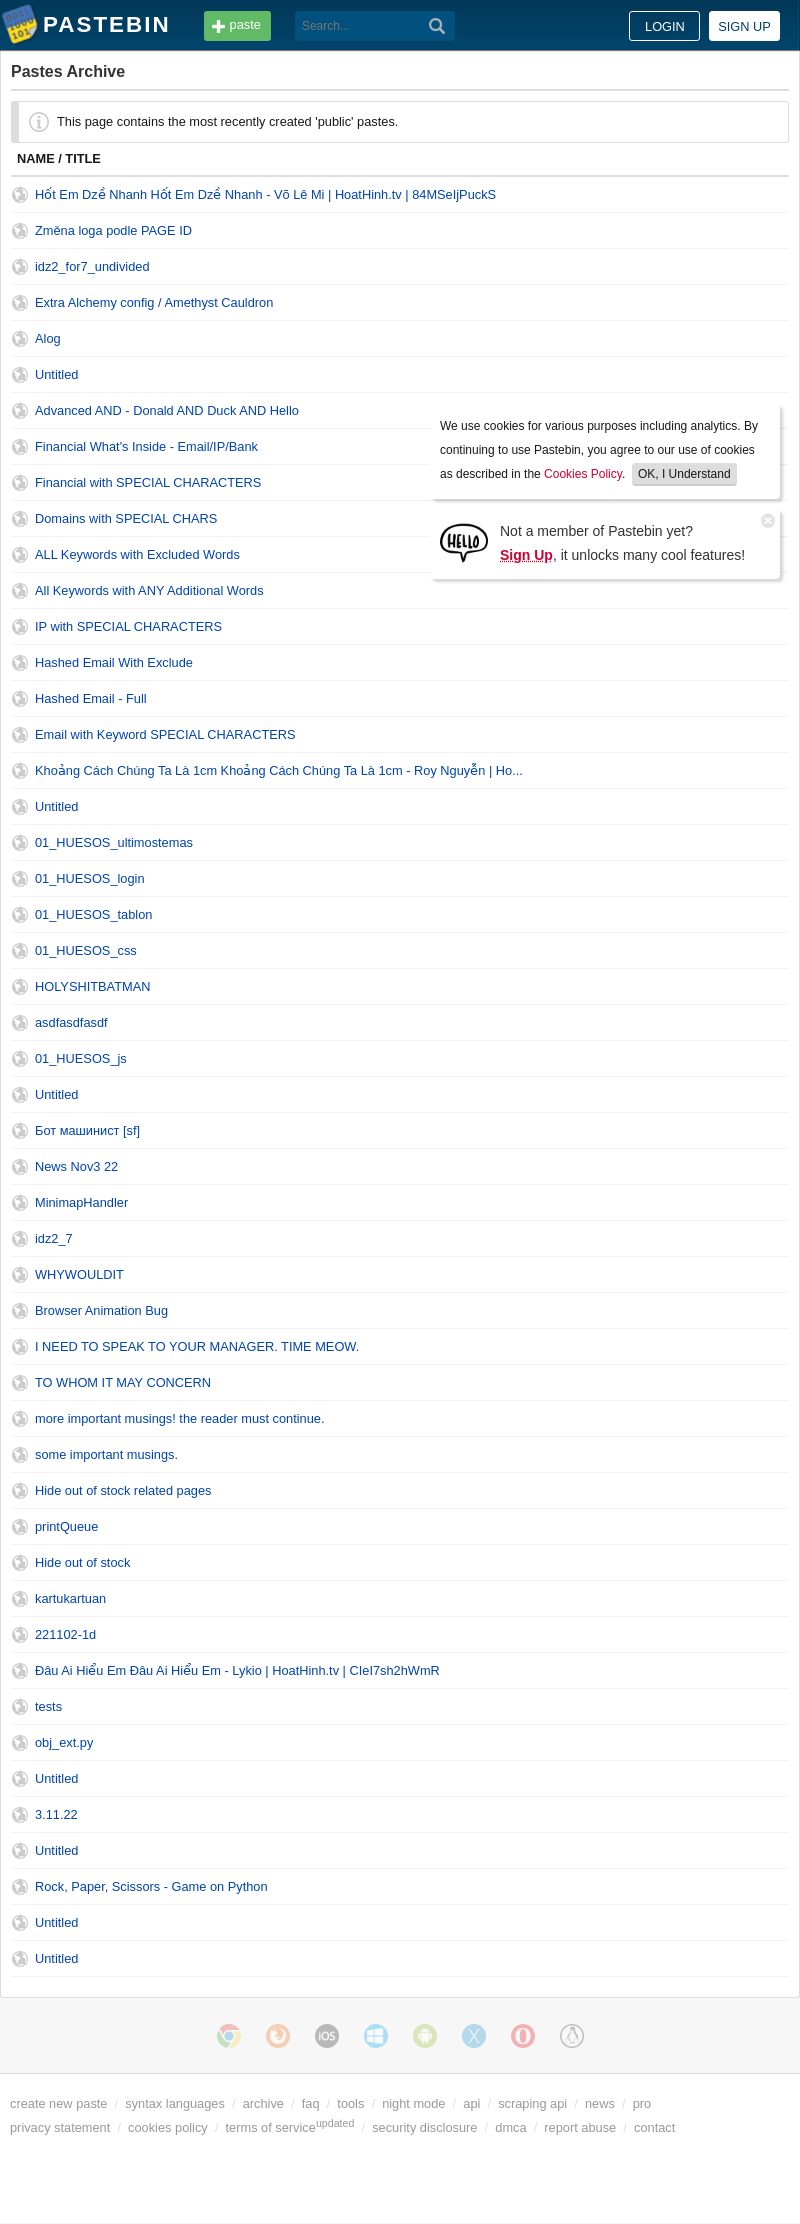 PASTEBIN
paste
Search...
LOGIN
SIGN UP
Pastes Archive
This page contains the most recently created 'public' pastes.
NAME / TITLE
Hốt Em Dzề Nhanh Hốt Em Dzề Nhanh - Võ Lê Mi | HoatHinh.tv | 84MSeIjPuckS
Změna loga podle PAGE ID
idz2_for7_undivided
Extra Alchemy config / Amethyst Cauldron
Alog
Untitled
Advanced AND - Donald AND Duck AND Hello
Financial What's Inside - Email/IP/Bank
Financial with SPECIAL CHARACTERS
Domains with SPECIAL CHARS
ALL Keywords with Excluded Words
All Keywords with ANY Additional Words
We use cookies for various purposes including analytics. By
continuing to use Pastebin, you agree to our use of cookies
as described in the Cookies Policy. OK, I Understand
HELLO
Not a member of Pastebin yet?
Sign Up, it unlocks many cool features!
IP with SPECIAL CHARACTERS
Hashed Email With Exclude
Hashed Email - Full
Email with Keyword SPECIAL CHARACTERS
Khoảng Cách Chúng Ta Là 1cm Khoảng Cách Chúng Ta Là 1cm - Roy Nguyễn | Ho...
Untitled
01_HUESOS_ultimostemas
01_HUESOS_login
01_HUESOS_tablon
01_HUESOS_css
HOLYSHITBATMAN
asdfasdfasdf
01_HUESOS_js
Untitled
Бот машинист [sf]
News Nov3 22
MinimapHandler
idz2_7
WHYWOULDIT
Browser Animation Bug
I NEED TO SPEAK TO YOUR MANAGER. TIME MEOW.
TO WHOM IT MAY CONCERN
more important musings! the reader must continue.
some important musings.
Hide out of stock related pages
printQueue
Hide out of stock
kartukartuan
221102-1d
Đâu Ai Hiểu Em Đâu Ai Hiểu Em - Lykio | HoatHinh.tv | CIeI7sh2hWmR
tests
obj_ext.py
Untitled
3.11.22
Untitled
Rock, Paper, Scissors - Game on Python
Untitled
Untitled
iOS
create new paste / syntax languages / archive / faq / tools / night mode / api / scraping api / news / pro
privacy statement / cookies policy / terms of serviceupdated / security disclosure / dmca / report abuse / contact